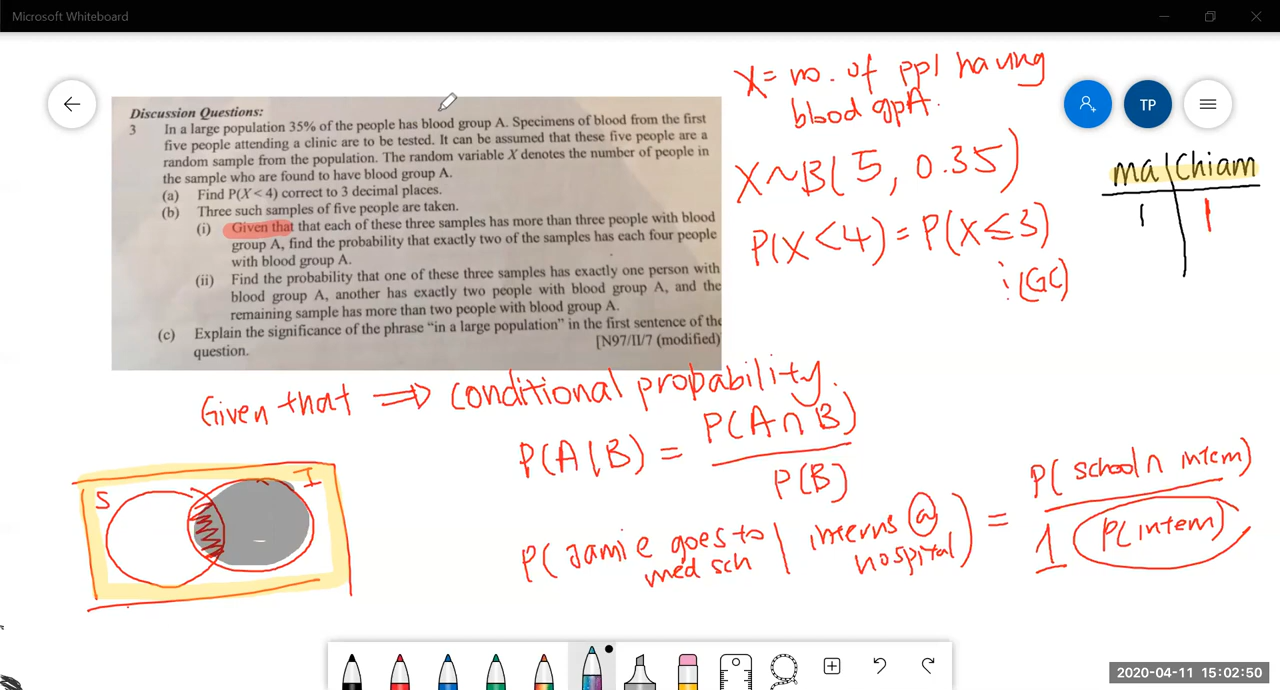 Microsoft Whiteboard
Discussion Questions:
3 In a large population 35% of the people has blood group A. Specimens of blood from the first
five people attending a clinic are to be tested. It can be assumed that these five people are a
random sample from the population. The random variable X denotes the number of people in
the sample who are found to have blood group A.
(a) Find P(X < 4) correct to 3 decimal places.
(b) Three such samples of five people are taken.
(i) Given that that each of these three samples has more than three people with blood
group A, find the probability that exactly two of the samples has each four people
with blood group A.
(ii) Find the probability that one of these three samples has exactly one person with
blood group A, another has exactly two people with blood group A, and the
remaining sample has more than two people with blood group A.
(c) Explain the significance of the phrase “in a large population” in the first sentence of the
question.
[N97/II/7 (modified)
X = no. of ppl having
blood gpA.
X~B(5, 0.35)
P(X<4) = P(X≤3)
(GC)
TP
ma Chiam
1 1
Given that ⇒ conditional probability.
P(A|B) = P(A∩B)
P(B)
S I
P(Jamie goes to med sch | interns @ hospital) = P(school ∩ intern)
1 P(intern)
2020-04-11 15:02:50